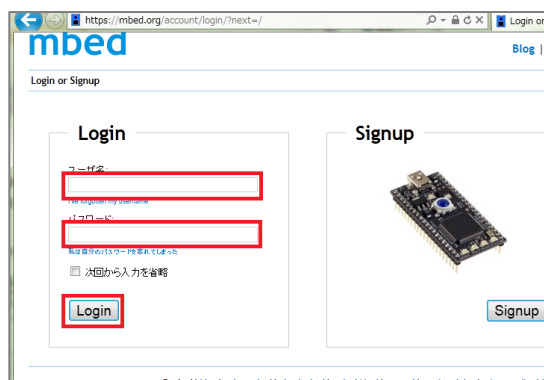 https://mbed.org/account/login/?next=/
Login or
mbed
Blog |
Login or Signup
Login
Signup
ユーザ名:
I've forgotten my username
パスワード:
私は自分のパスワードを忘れてしまった
次回から入力を省略
Login
Signup